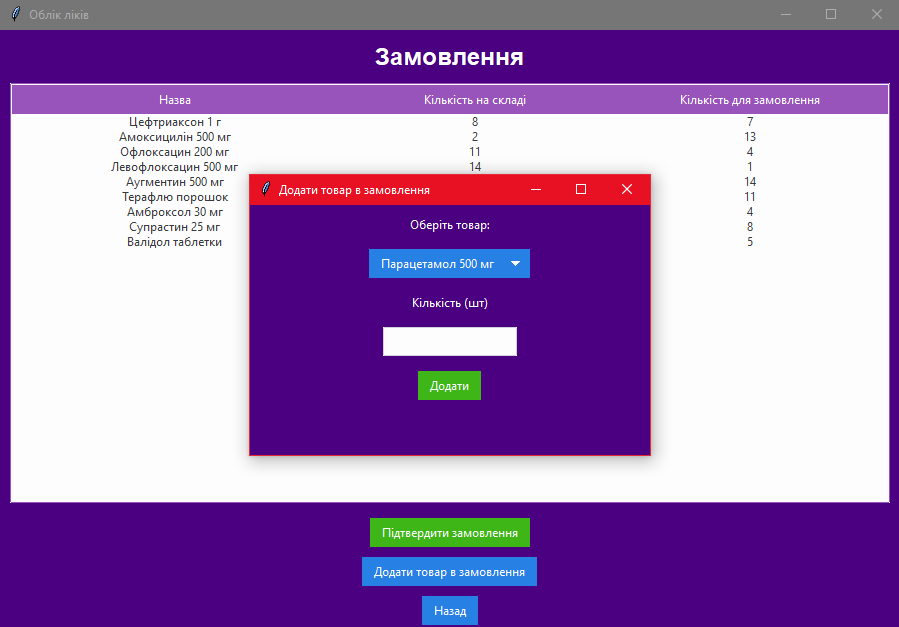 Облік ліків
Замовлення
Назва Кількість на складі Кількість для замовлення
Цефтриаксон 1 г 8 7
Амоксицилін 500 мг 2 13
Офлоксацин 200 мг 11 4
Левофлоксацин 500 мг 14 1
Аугментин 500 мг 14
Терафлю порошок 11
Амброксол 30 мг 4
Супрастин 25 мг 8
Валідол таблетки 5
Додати товар в замовлення
Оберіть товар:
Парацетамол 500 мг
Кількість (шт)
Додати
Підтвердити замовлення
Додати товар в замовлення
Назад